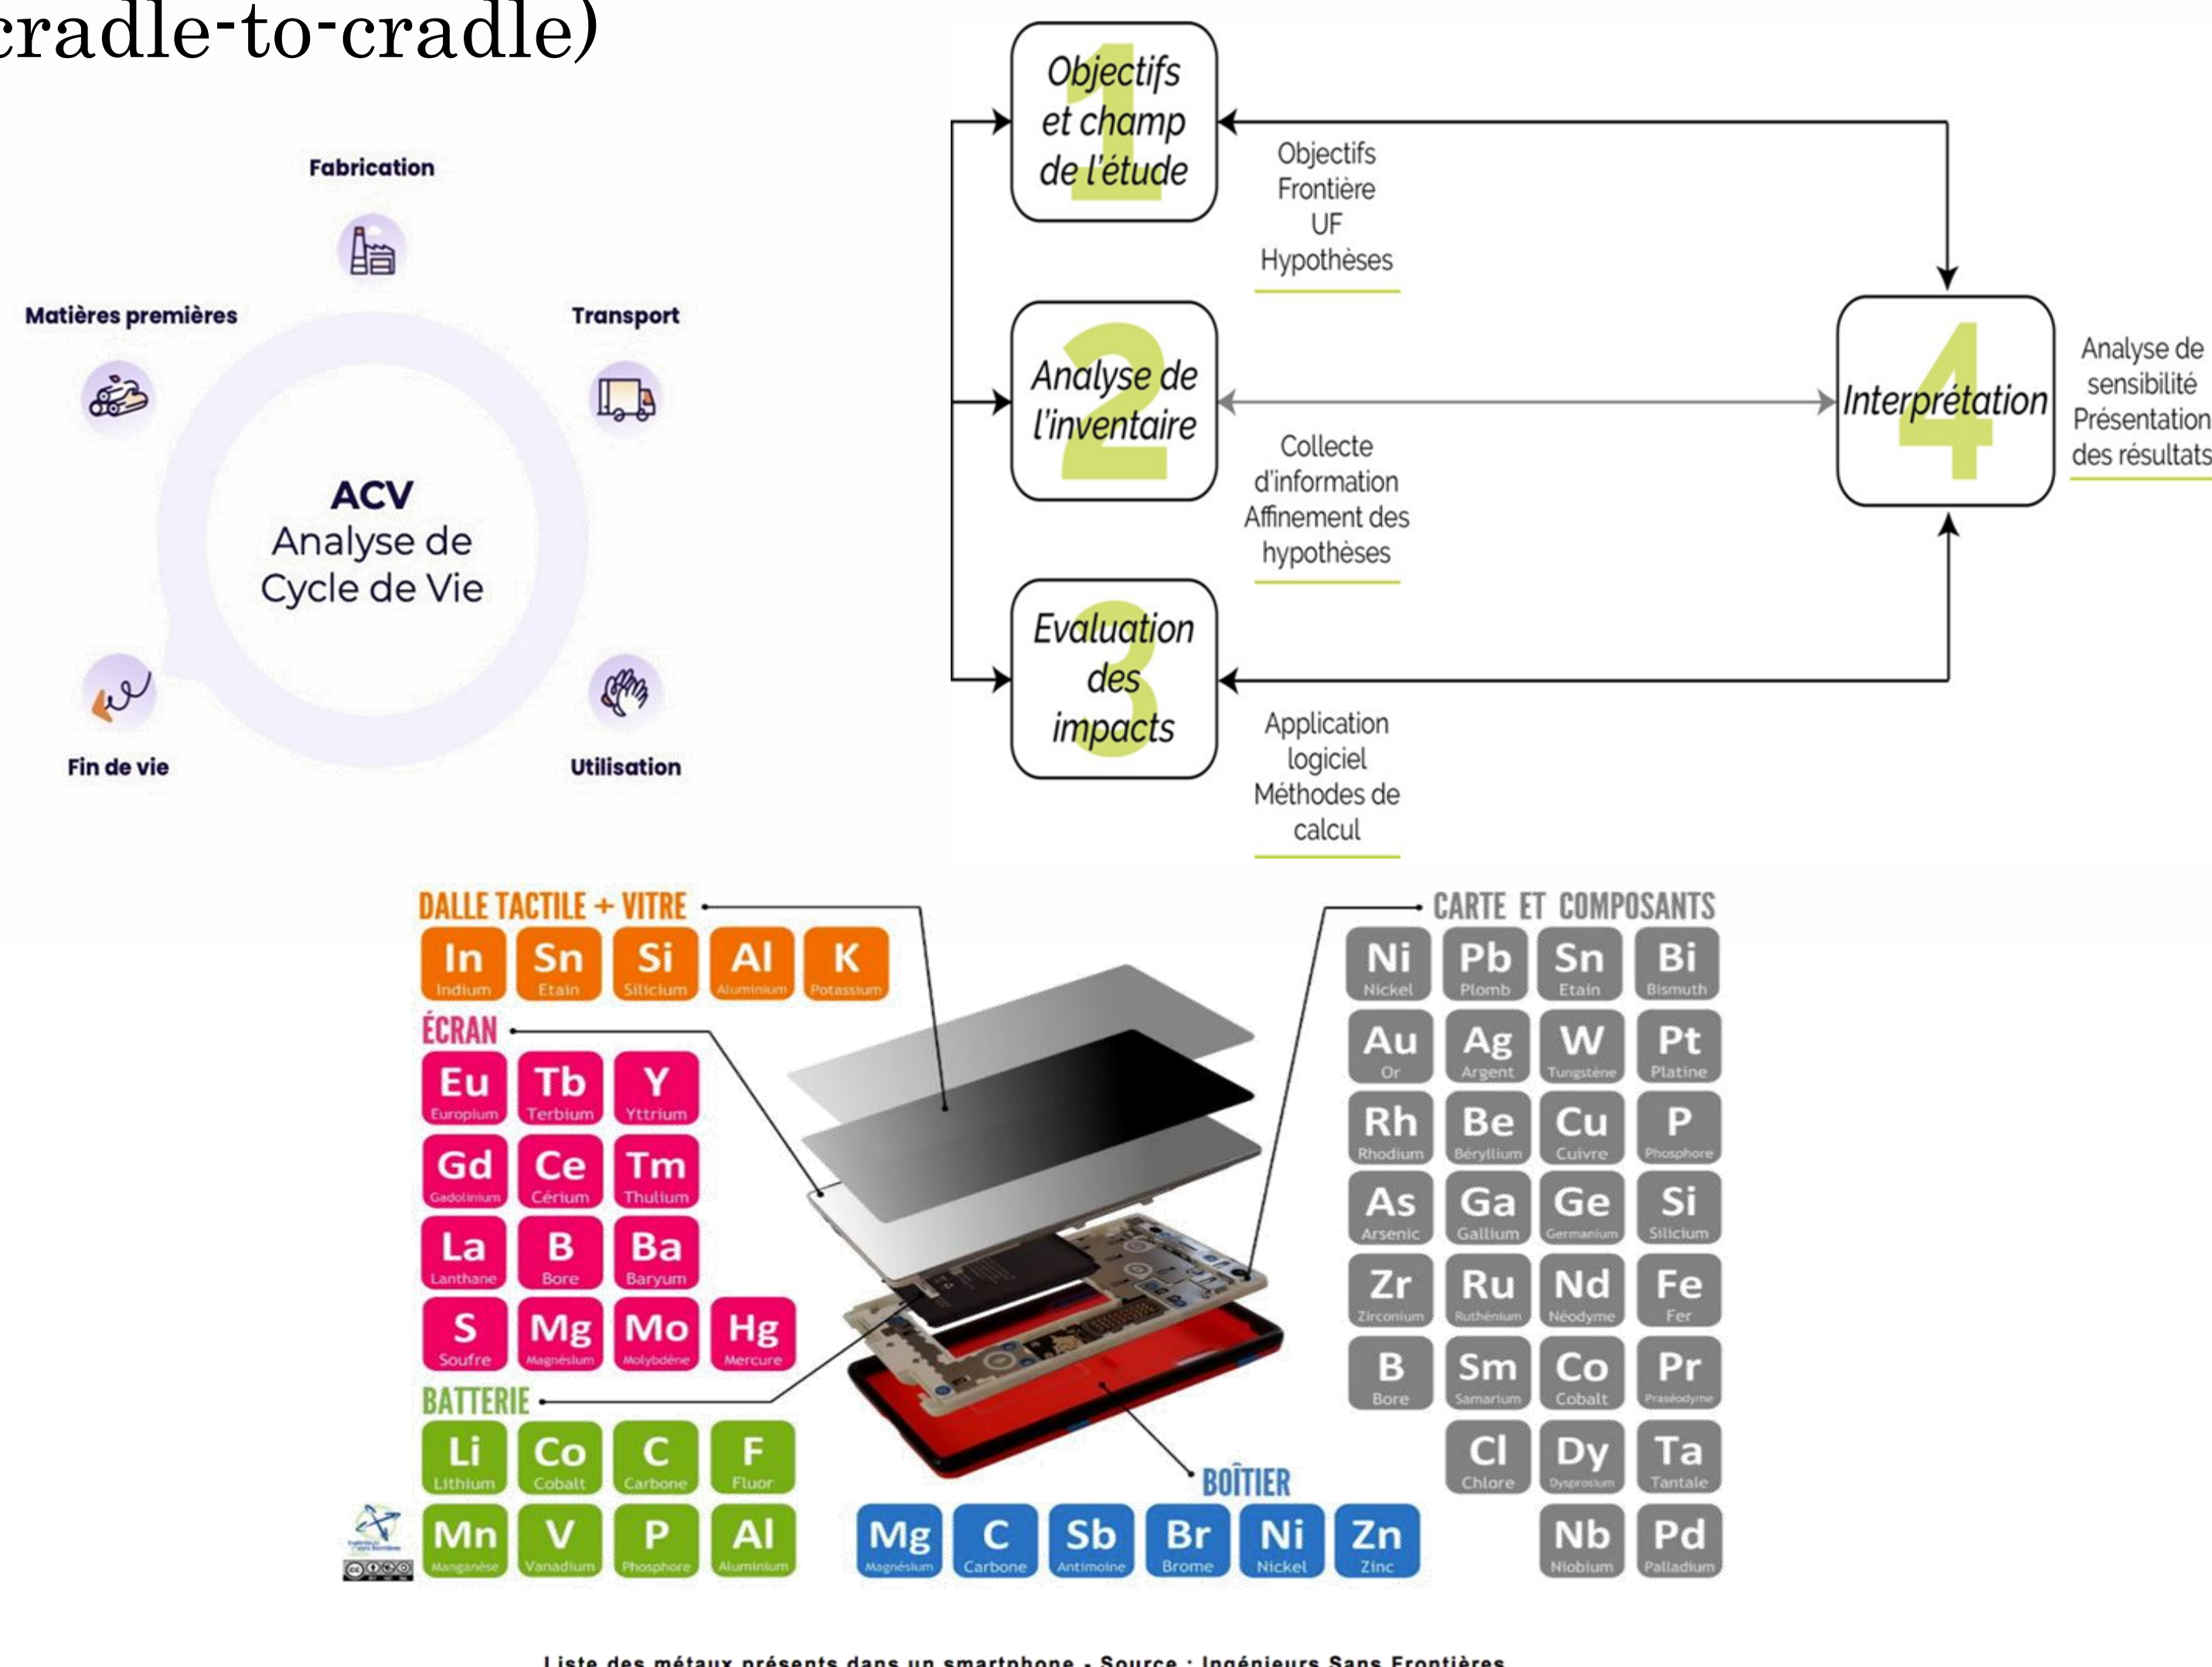 cradle-to-cradle)
Fabrication
Matières premières
Transport
ACV
Analyse de
Cycle de Vie
Fin de vie
Utilisation
1
Objectifs
et champ
de l'étude
Objectifs
Frontière
UF
Hypothèses
2
Analyse de
l'inventaire
Collecte
d'information
Affinement des
hypothèses
3
Evaluation
des
impacts
Application
logiciel
Méthodes de
calcul
4
Interprétation
Analyse de
sensibilité
Présentation
des résultats
DALLE TACTILE + VITRE
In Sn Si Al K
Indium Etain Silicium Aluminium Potassium
ÉCRAN
Eu Tb Y
Europium Terbium Yttrium
Gd Ce Tm
Gadolinium Cérium Thulium
La B Ba
Lanthane Bore Baryum
S Mg Mo Hg
Soufre Magnésium Molybdène Mercure
BATTERIE
Li Co C F
Lithium Cobalt Carbone Fluor
Mn V P Al
Manganèse Vanadium Phosphore Aluminium
BOÎTIER
Mg C Sb Br Ni Zn
Magnésium Carbone Antimoine Brome Nickel Zinc
CARTE ET COMPOSANTS
Ni Pb Sn Bi
Nickel Plomb Etain Bismuth
Au Ag W Pt
Or Argent Tungstène Platine
Rh Be Cu P
Rhodium Béryllium Cuivre Phosphore
As Ga Ge Si
Arsenic Gallium Germanium Silicium
Zr Ru Nd Fe
Zirconium Ruthénium Néodyme Fer
B Sm Co Pr
Bore Samarium Cobalt Praséodyme
Cl Dy Ta
Chlore Dysprosium Tantale
Nb Pd
Niobium Palladium
cc
Liste des métaux présents dans un smartphone - Source : Ingénieurs Sans Frontières